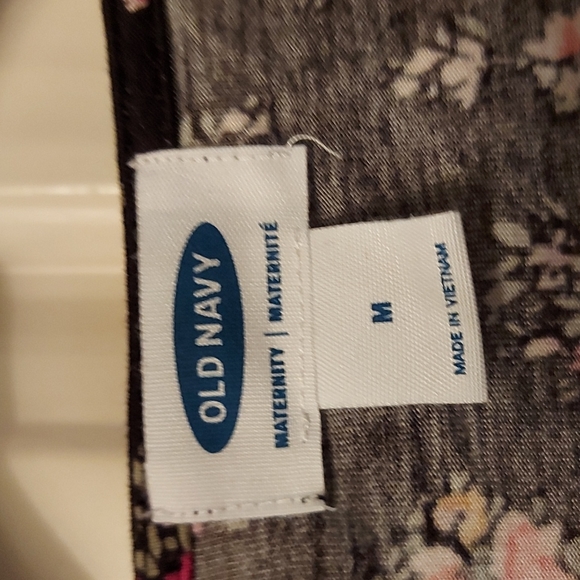 OLD NAVY
MATERNITY | MATERNITÉ
M
MADE IN VIETNAM